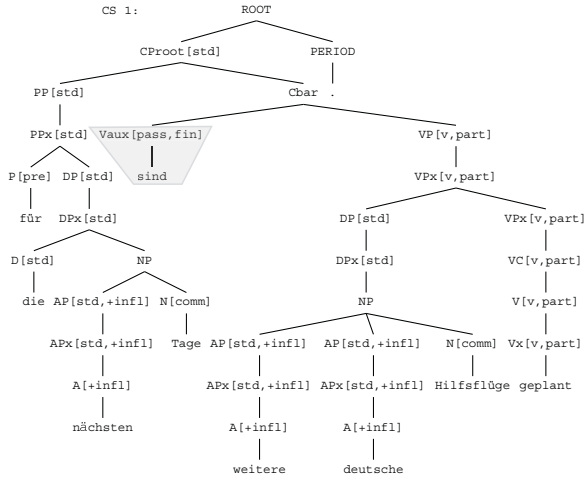 CS 1: ROOT
CProot[std] PERIOD
PP[std] Cbar .
PPx[std] Vaux[pass,fin] VP[v,part]
P[pre] DP[std] sind VPx[v,part]
für DPx[std] DP[std] VPx[v,part]
D[std] NP DPx[std] VC[v,part]
die AP[std,+infl] N[comm] NP V[v,part]
APx[std,+infl] Tage AP[std,+infl] AP[std,+infl] N[comm] Vx[v,part]
A[+infl] APx[std,+infl] APx[std,+infl] Hilfsflüge geplant
nächsten A[+infl] A[+infl]
weitere deutsche